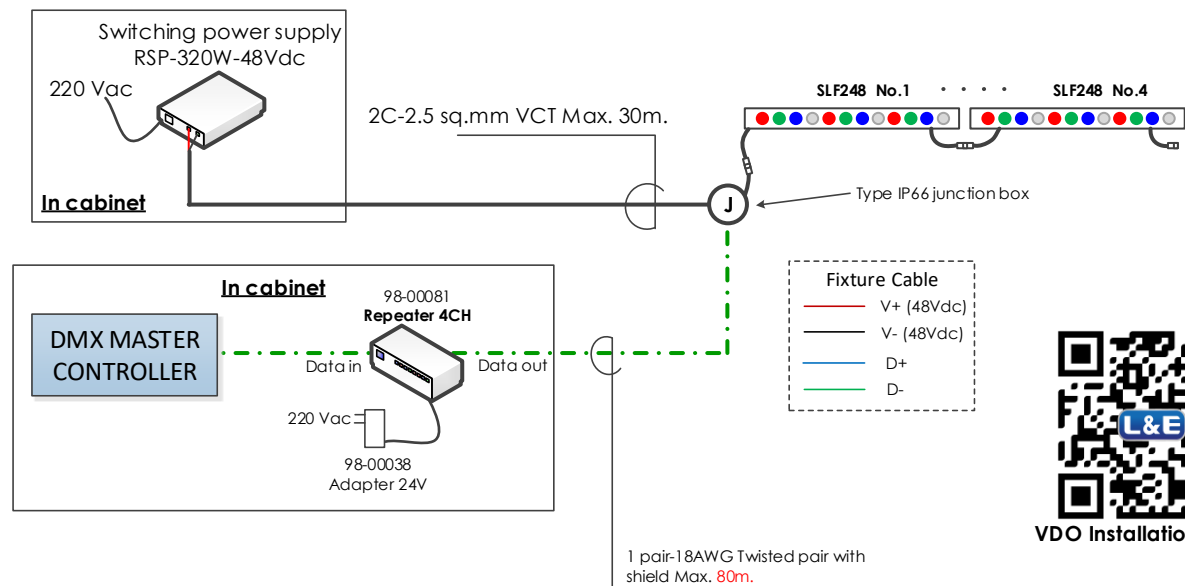 Switching power supply
RSP-320W-48Vdc
220 Vac
In cabinet
2C-2.5 sq.mm VCT Max. 30m.
SLF248 No.1 · · · · SLF248 No.4
J
Type IP66 junction box
In cabinet
98-00081
Repeater 4CH
DMX MASTER
CONTROLLER
Data in
Data out
220 Vac
98-00038
Adapter 24V
1 pair-18AWG Twisted pair with
shield Max. 80m.
Fixture Cable
V+ (48Vdc)
V- (48Vdc)
D+
D-
L&E
VDO Installation